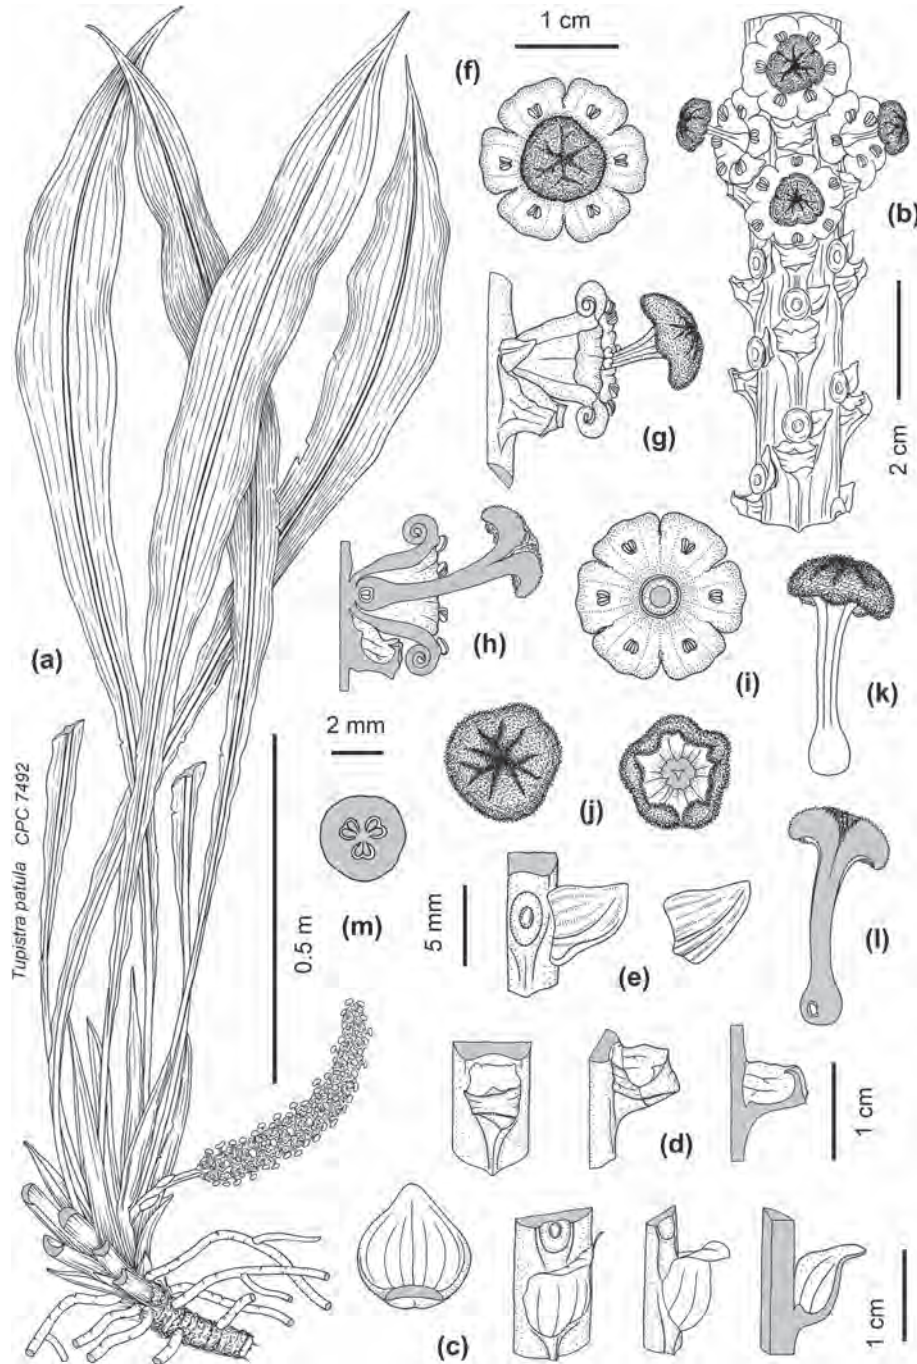 1 cm
(f)
(b)
(g)
2 cm
(a)
(h)
(i)
(k)
2 mm
(j)
Tupistra patula CPC 7492
(m)
0.5 m
5 mm
(e)
(l)
(d)
1 cm
(c)
1 cm